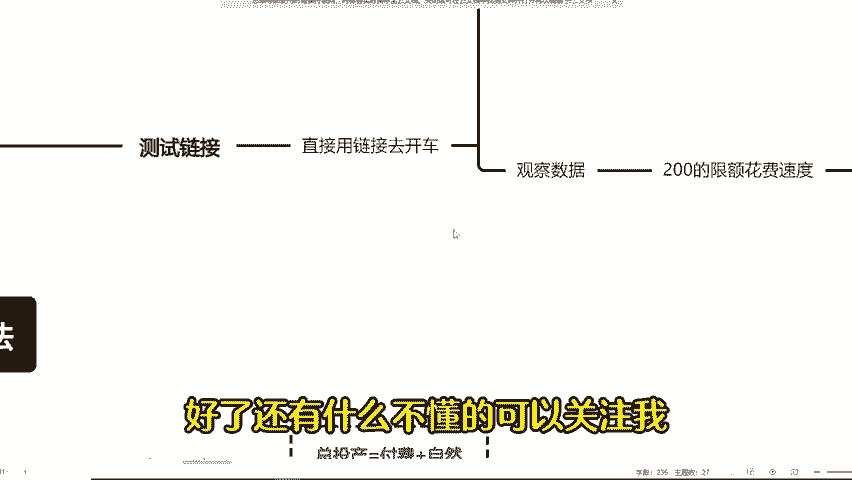 测试链接
直接用链接去开车
观察数据
200的限额花费速度
法
好了还有什么不懂的可以关注我
总投产=付费+自然
字数：236 主题数：27